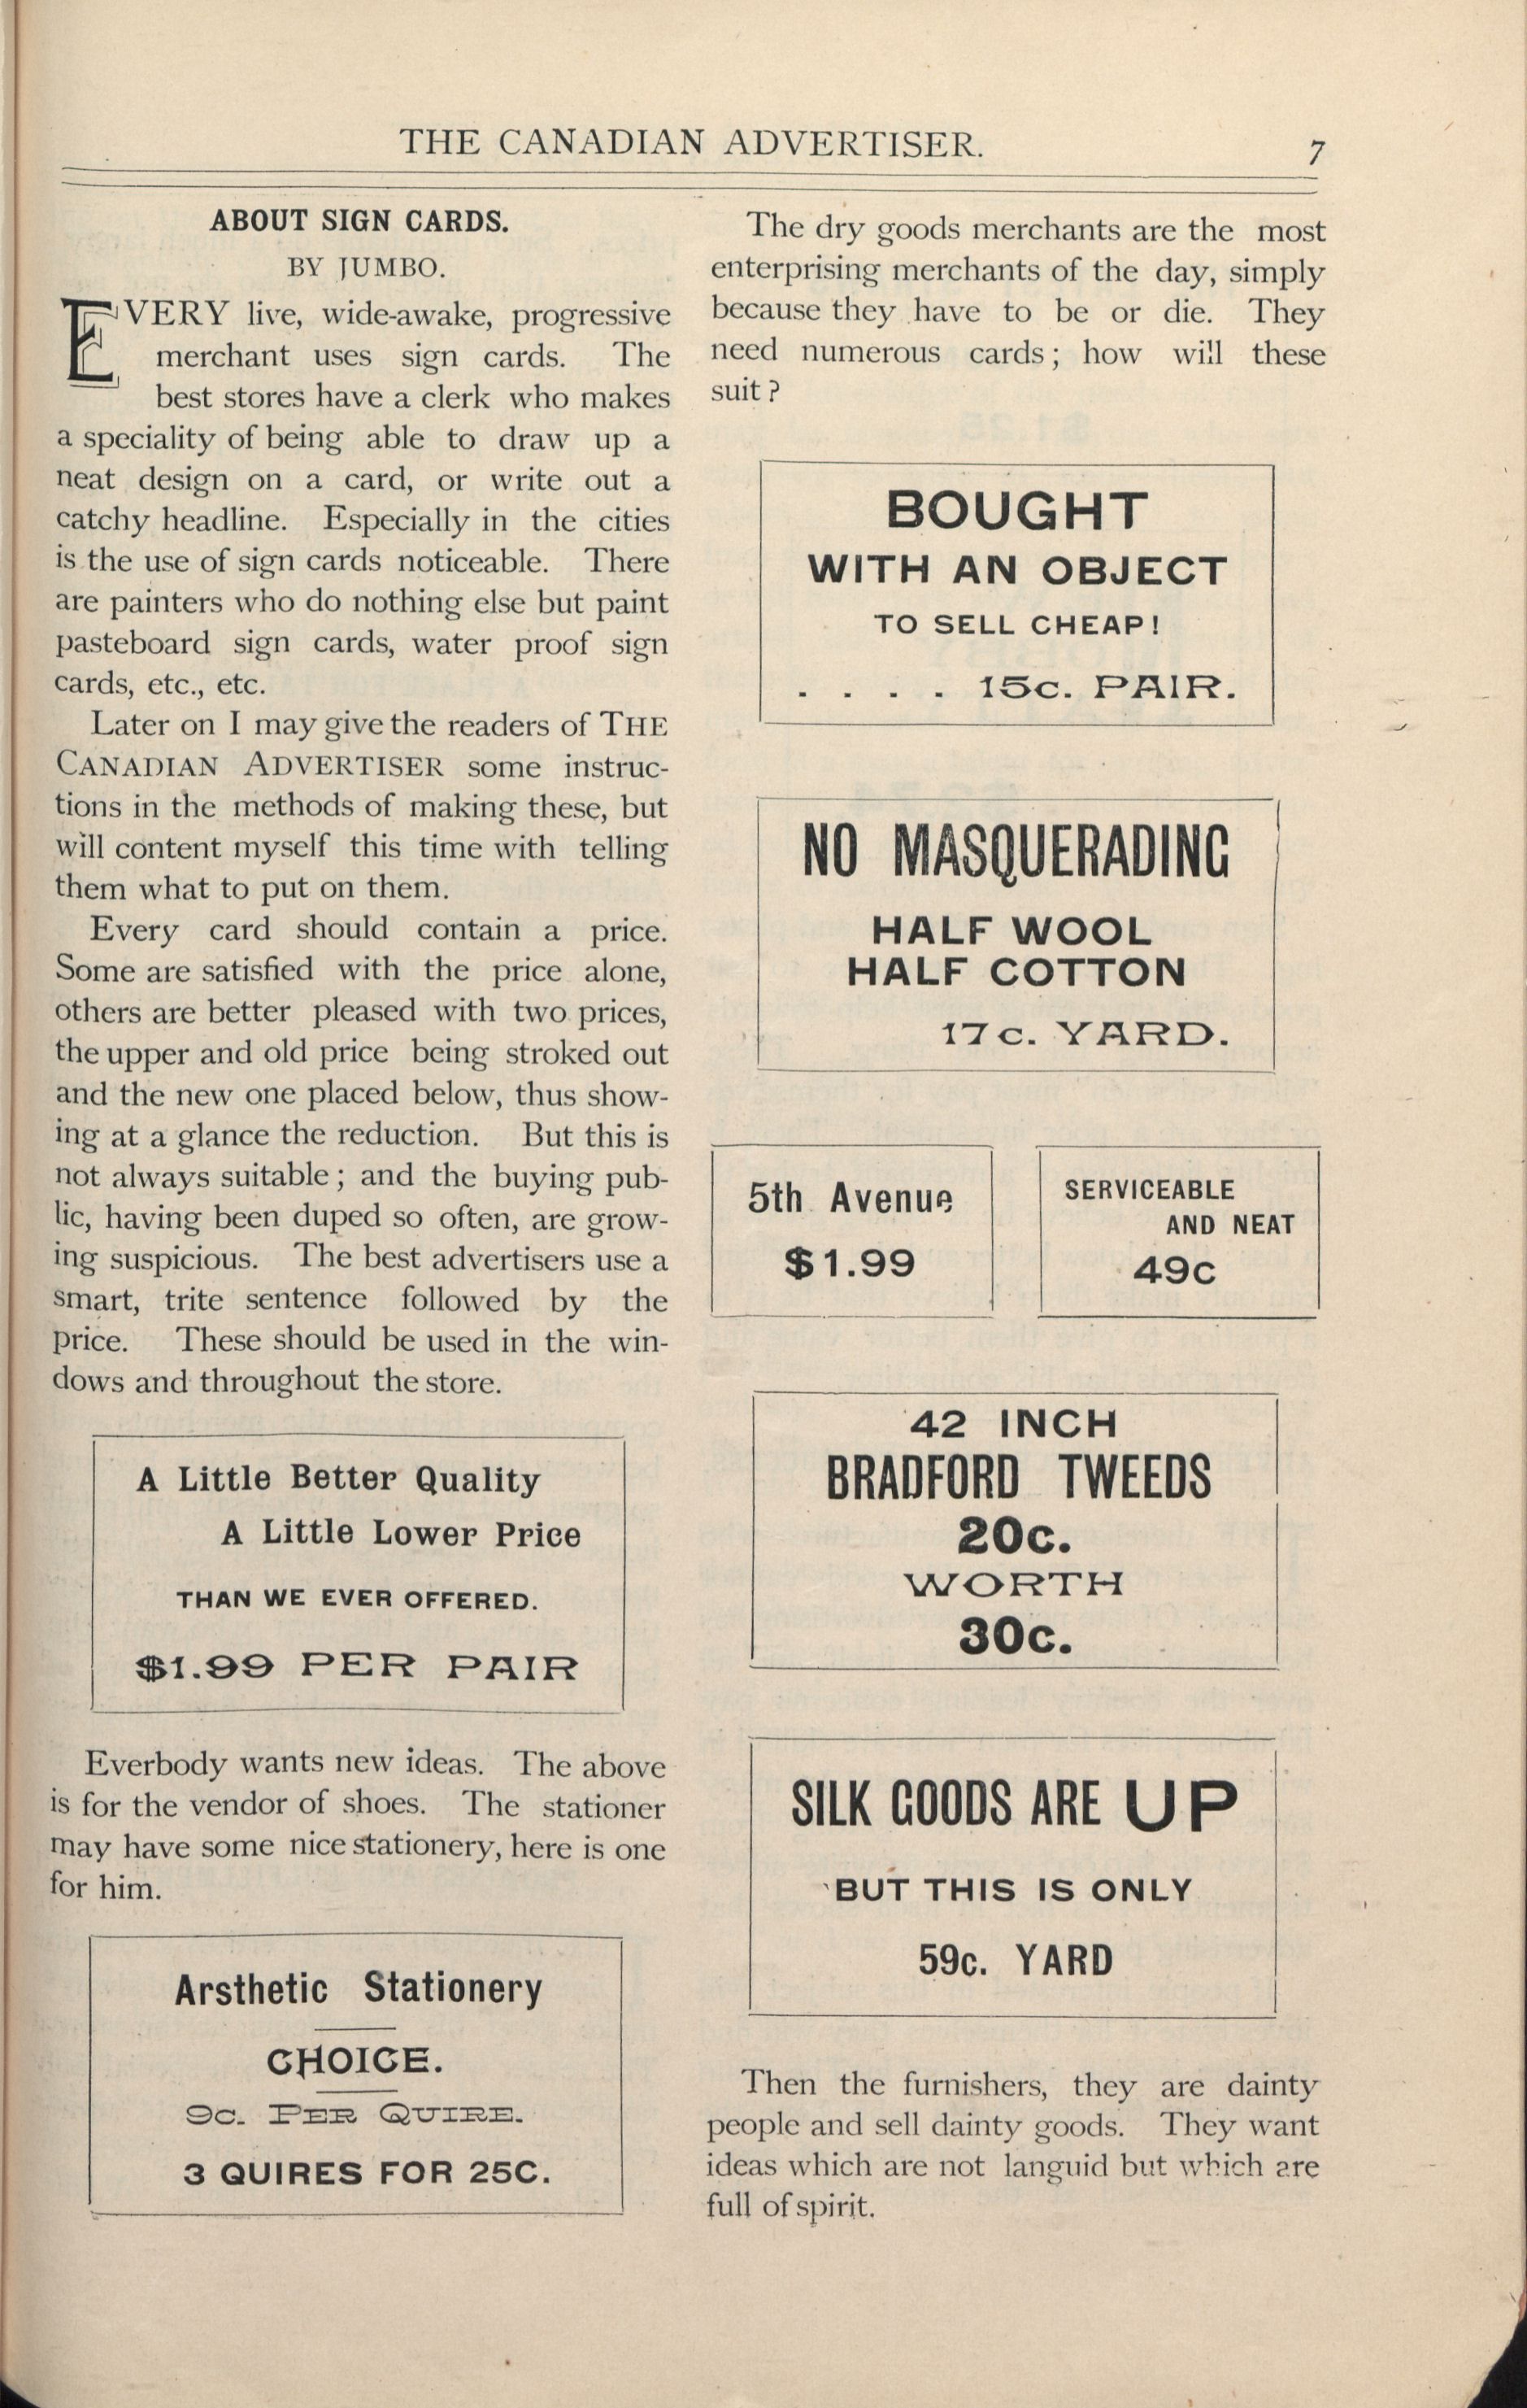 THE CANADIAN ADVERTISER.
7
ABOUT SIGN CARDS.
BY JUMBO.
EVERY live, wide-awake, progressive
merchant uses sign cards. The
best stores have a clerk who makes
a speciality of being able to draw up a
neat design on a card, or write out a
catchy headline. Especially in the cities
is the use of sign cards noticeable. There
are painters who do nothing else but paint
pasteboard sign cards, water proof sign
cards, etc., etc.
Later on I may give the readers of THE
CANADIAN ADVERTISER some instruc-
tions in the methods of making these, but
will content myself this time with telling
them what to put on them.
Every card should contain a price.
Some are satisfied with the price alone,
others are better pleased with two prices,
the upper and old price being stroked out
and the new one placed below, thus show-
ing at a glance the reduction. But this is
not always suitable; and the buying pub-
lic, having been duped so often, are grow-
ing suspicious. The best advertisers use a
smart, trite sentence followed by the
price. These should be used in the win-
dows and throughout the store.
A Little Better Quality
A Little Lower Price
THAN WE EVER OFFERED.
$1.99 PER PAIR
Everbody wants new ideas. The above
is for the vendor of shoes. The stationer
may have some nice stationery, here is one
for him.
Arsthetic Stationery
CHOICE.
9c. PER QUIRE.
3 QUIRES FOR 25C.
The dry goods merchants are the most
enterprising merchants of the day, simply
because they have to be or die. They
need numerous cards; how will these
suit?
BOUGHT
WITH AN OBJECT
TO SELL CHEAP!
. . . . 15c. PAIR.
NO MASQUERADING
HALF WOOL
HALF COTTON
17c. YARD.
5th Avenue
$1.99
SERVICEABLE
AND NEAT
49c
42 INCH
BRADFORD TWEEDS
20c.
WORTH
30c.
SILK GOODS ARE UP
BUT THIS IS ONLY
59c. YARD
Then the furnishers, they are dainty
people and sell dainty goods. They want
ideas which are not languid but which are
full of spirit.